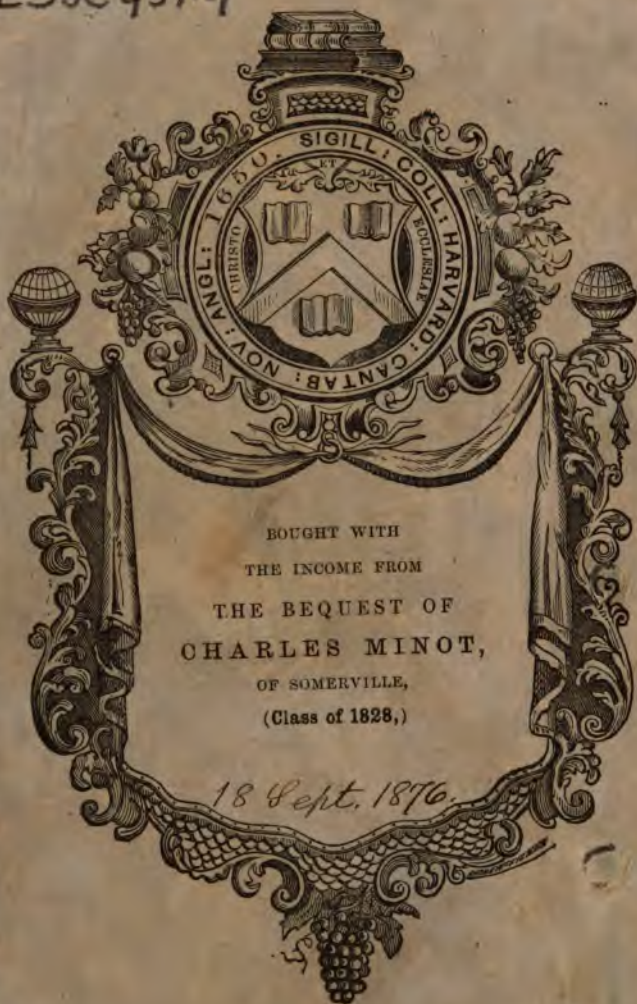 SIGILL: COLL: HARVARD: CANTAB: NOV: ANGL: 1650.
CHRISTO
ET
ECCLESIAE
BOUGHT WITH
THE INCOME FROM
THE BEQUEST OF
CHARLES MINOT,
OF SOMERVILLE,
(Class of 1828,)
18 Sept. 1876.